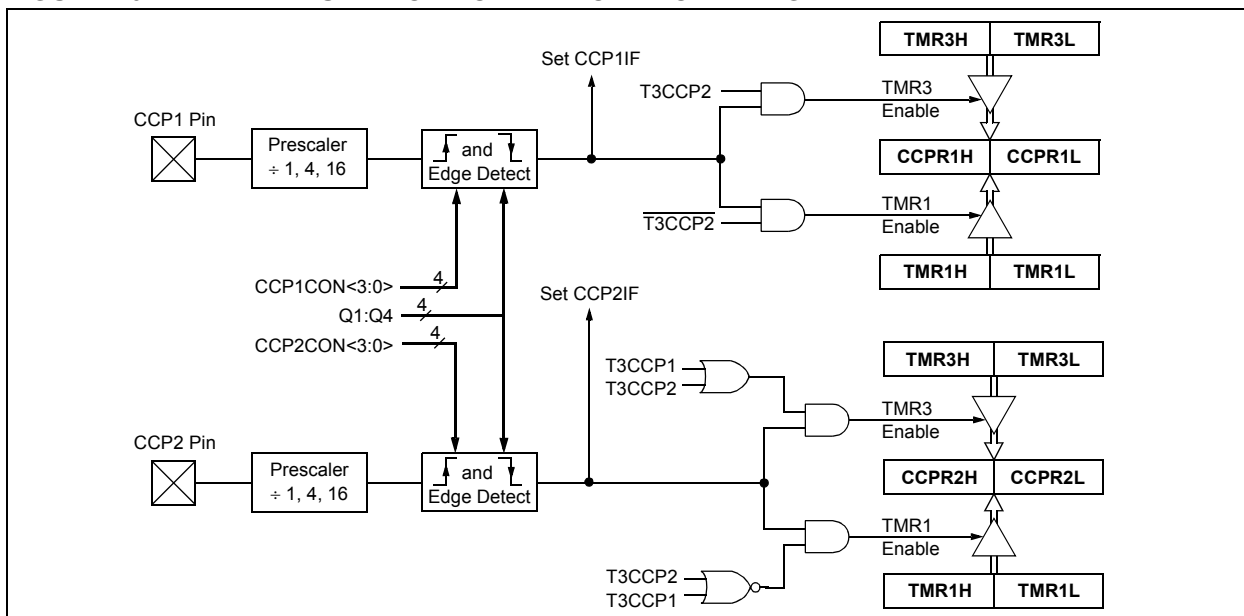 TMR3H TMR3L
Set CCP1IF
T3CCP2
TMR3
Enable
CCP1 Pin
Prescaler
÷ 1, 4, 16
and
Edge Detect
CCPR1H CCPR1L
T3CCP2
TMR1
Enable
TMR1H TMR1L
CCP1CON<3:0>
4
Q1:Q4
4
CCP2CON<3:0>
4
Set CCP2IF
TMR3H TMR3L
T3CCP1
T3CCP2
TMR3
Enable
CCP2 Pin
Prescaler
÷ 1, 4, 16
and
Edge Detect
CCPR2H CCPR2L
TMR1
Enable
T3CCP2
T3CCP1
TMR1H TMR1L